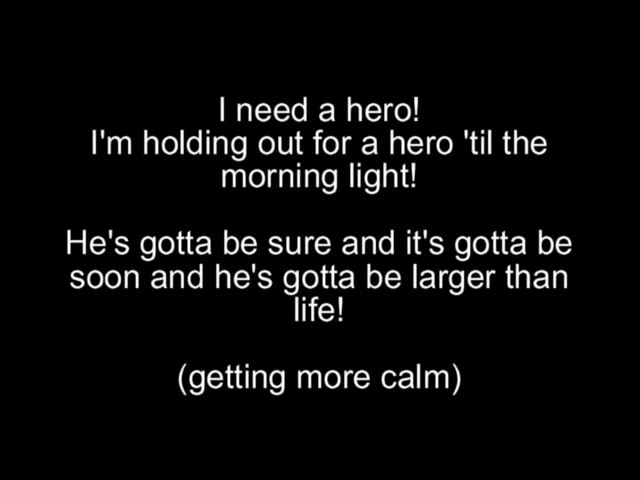 I need a hero!
I'm holding out for a hero 'til the
morning light!
He's gotta be sure and it's gotta be
soon and he's gotta be larger than
life!
(getting more calm)